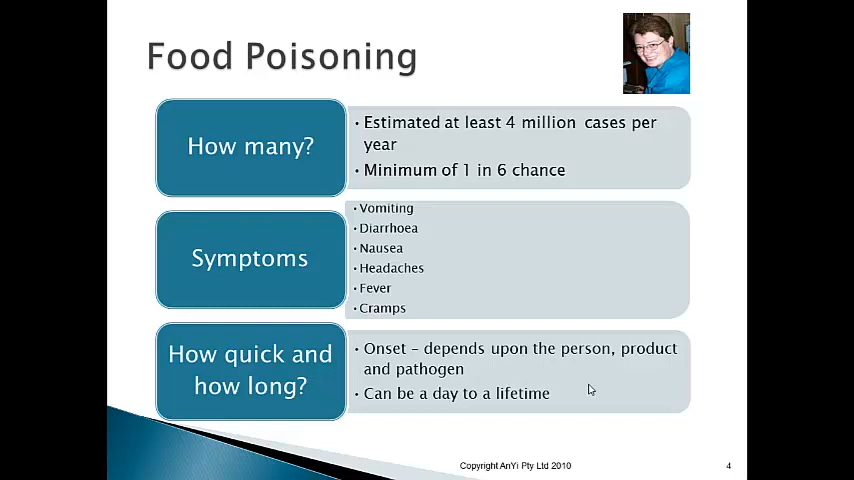 Food Poisoning
How many?
• Estimated at least 4 million cases per
year
• Minimum of 1 in 6 chance
Symptoms
• Vomiting
• Diarrhoea
• Nausea
• Headaches
• Fever
• Cramps
How quick and
how long?
• Onset – depends upon the person, product
and pathogen
• Can be a day to a lifetime
Copyright AnYi Pty Ltd 2010
4